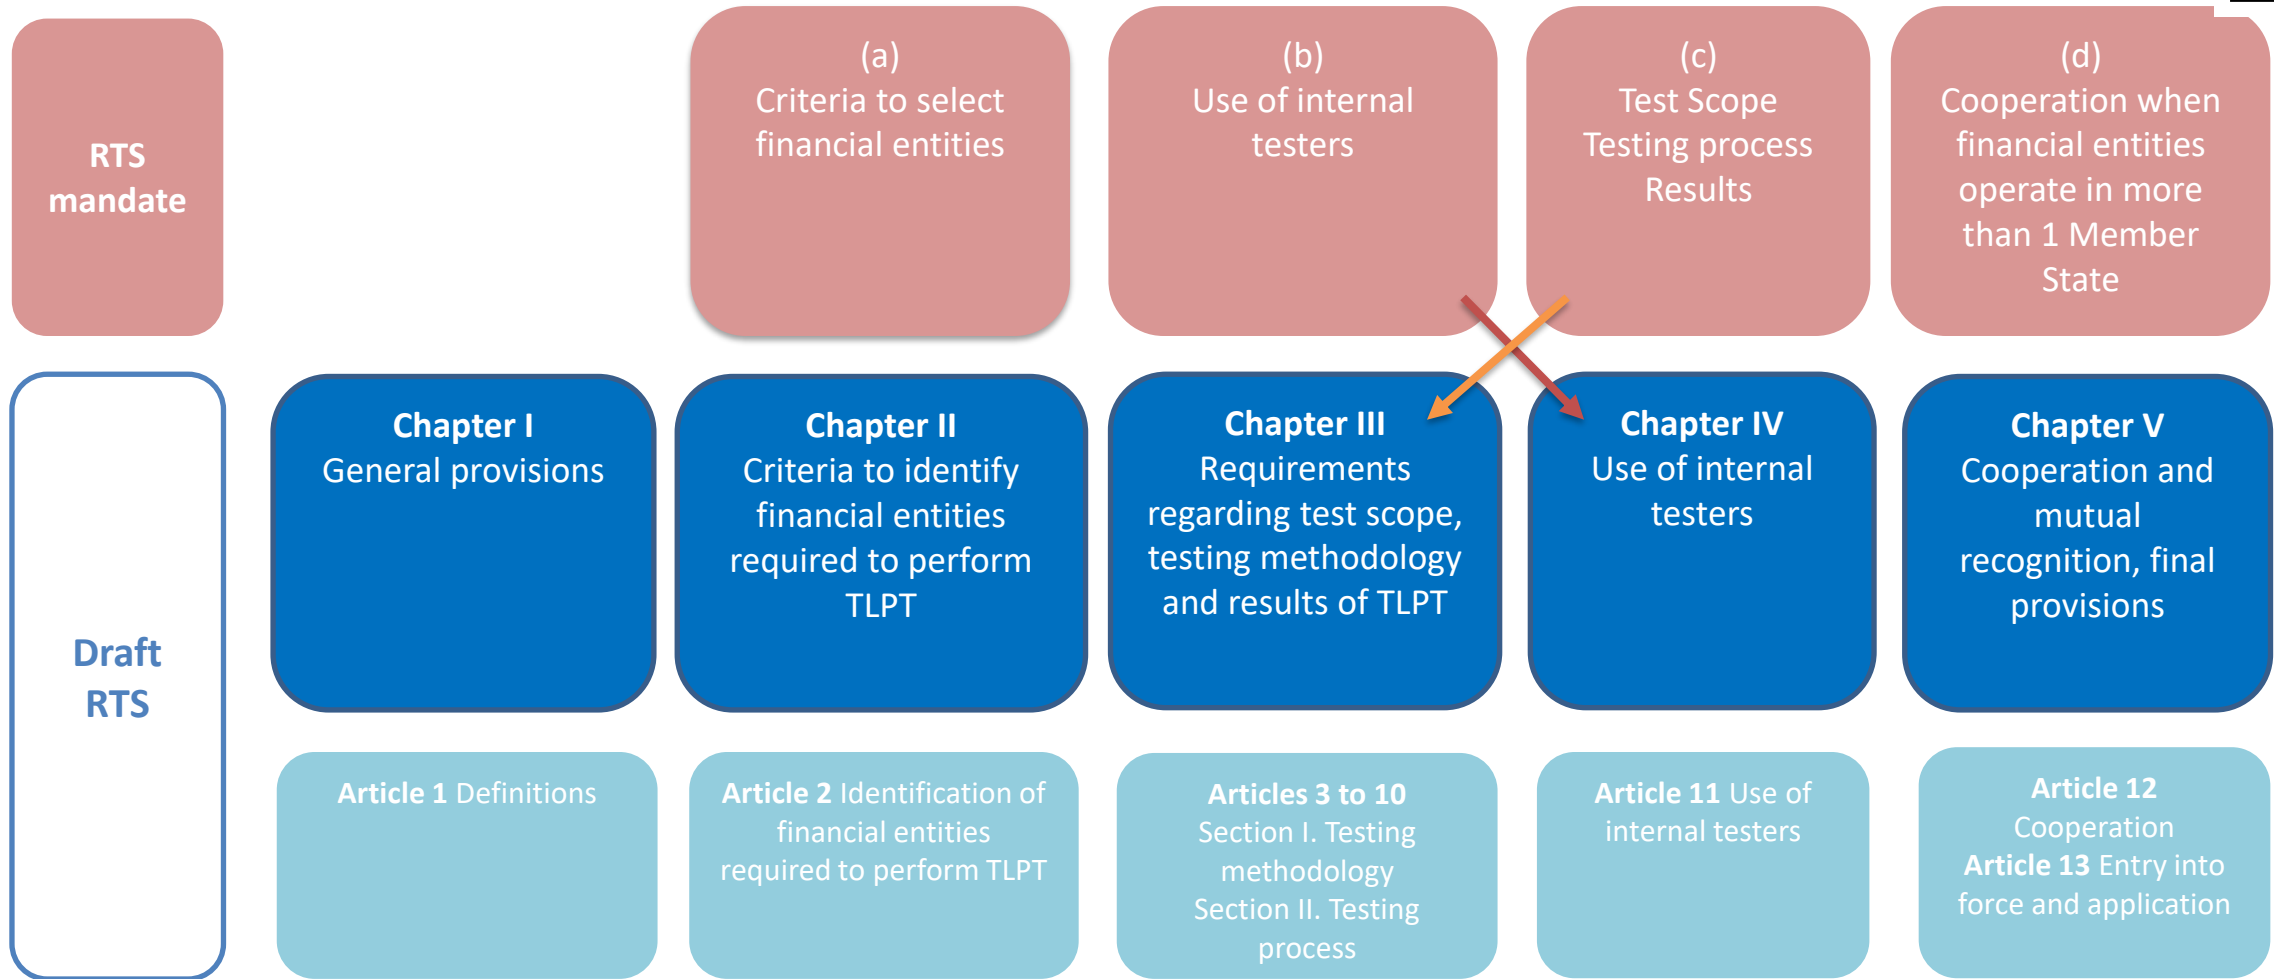 RTS
mandate
(a)
Criteria to select
financial entities
(b)
Use of internal
testers
(c)
Test Scope
Testing process
Results
(d)
Cooperation when
financial entities
operate in more
than 1 Member
State
Draft
RTS
Chapter I
General provisions
Chapter II
Criteria to identify
financial entities
required to perform
TLPT
Chapter III
Requirements
regarding test scope,
testing methodology
and results of TLPT
Chapter IV
Use of internal
testers
Chapter V
Cooperation and
mutual
recognition, final
provisions
Article 1 Definitions
Article 2 Identification of
financial entities
required to perform TLPT
Articles 3 to 10
Section I. Testing
methodology
Section II. Testing
process
Article 11 Use of
internal testers
Article 12
Cooperation
Article 13 Entry into
force and application